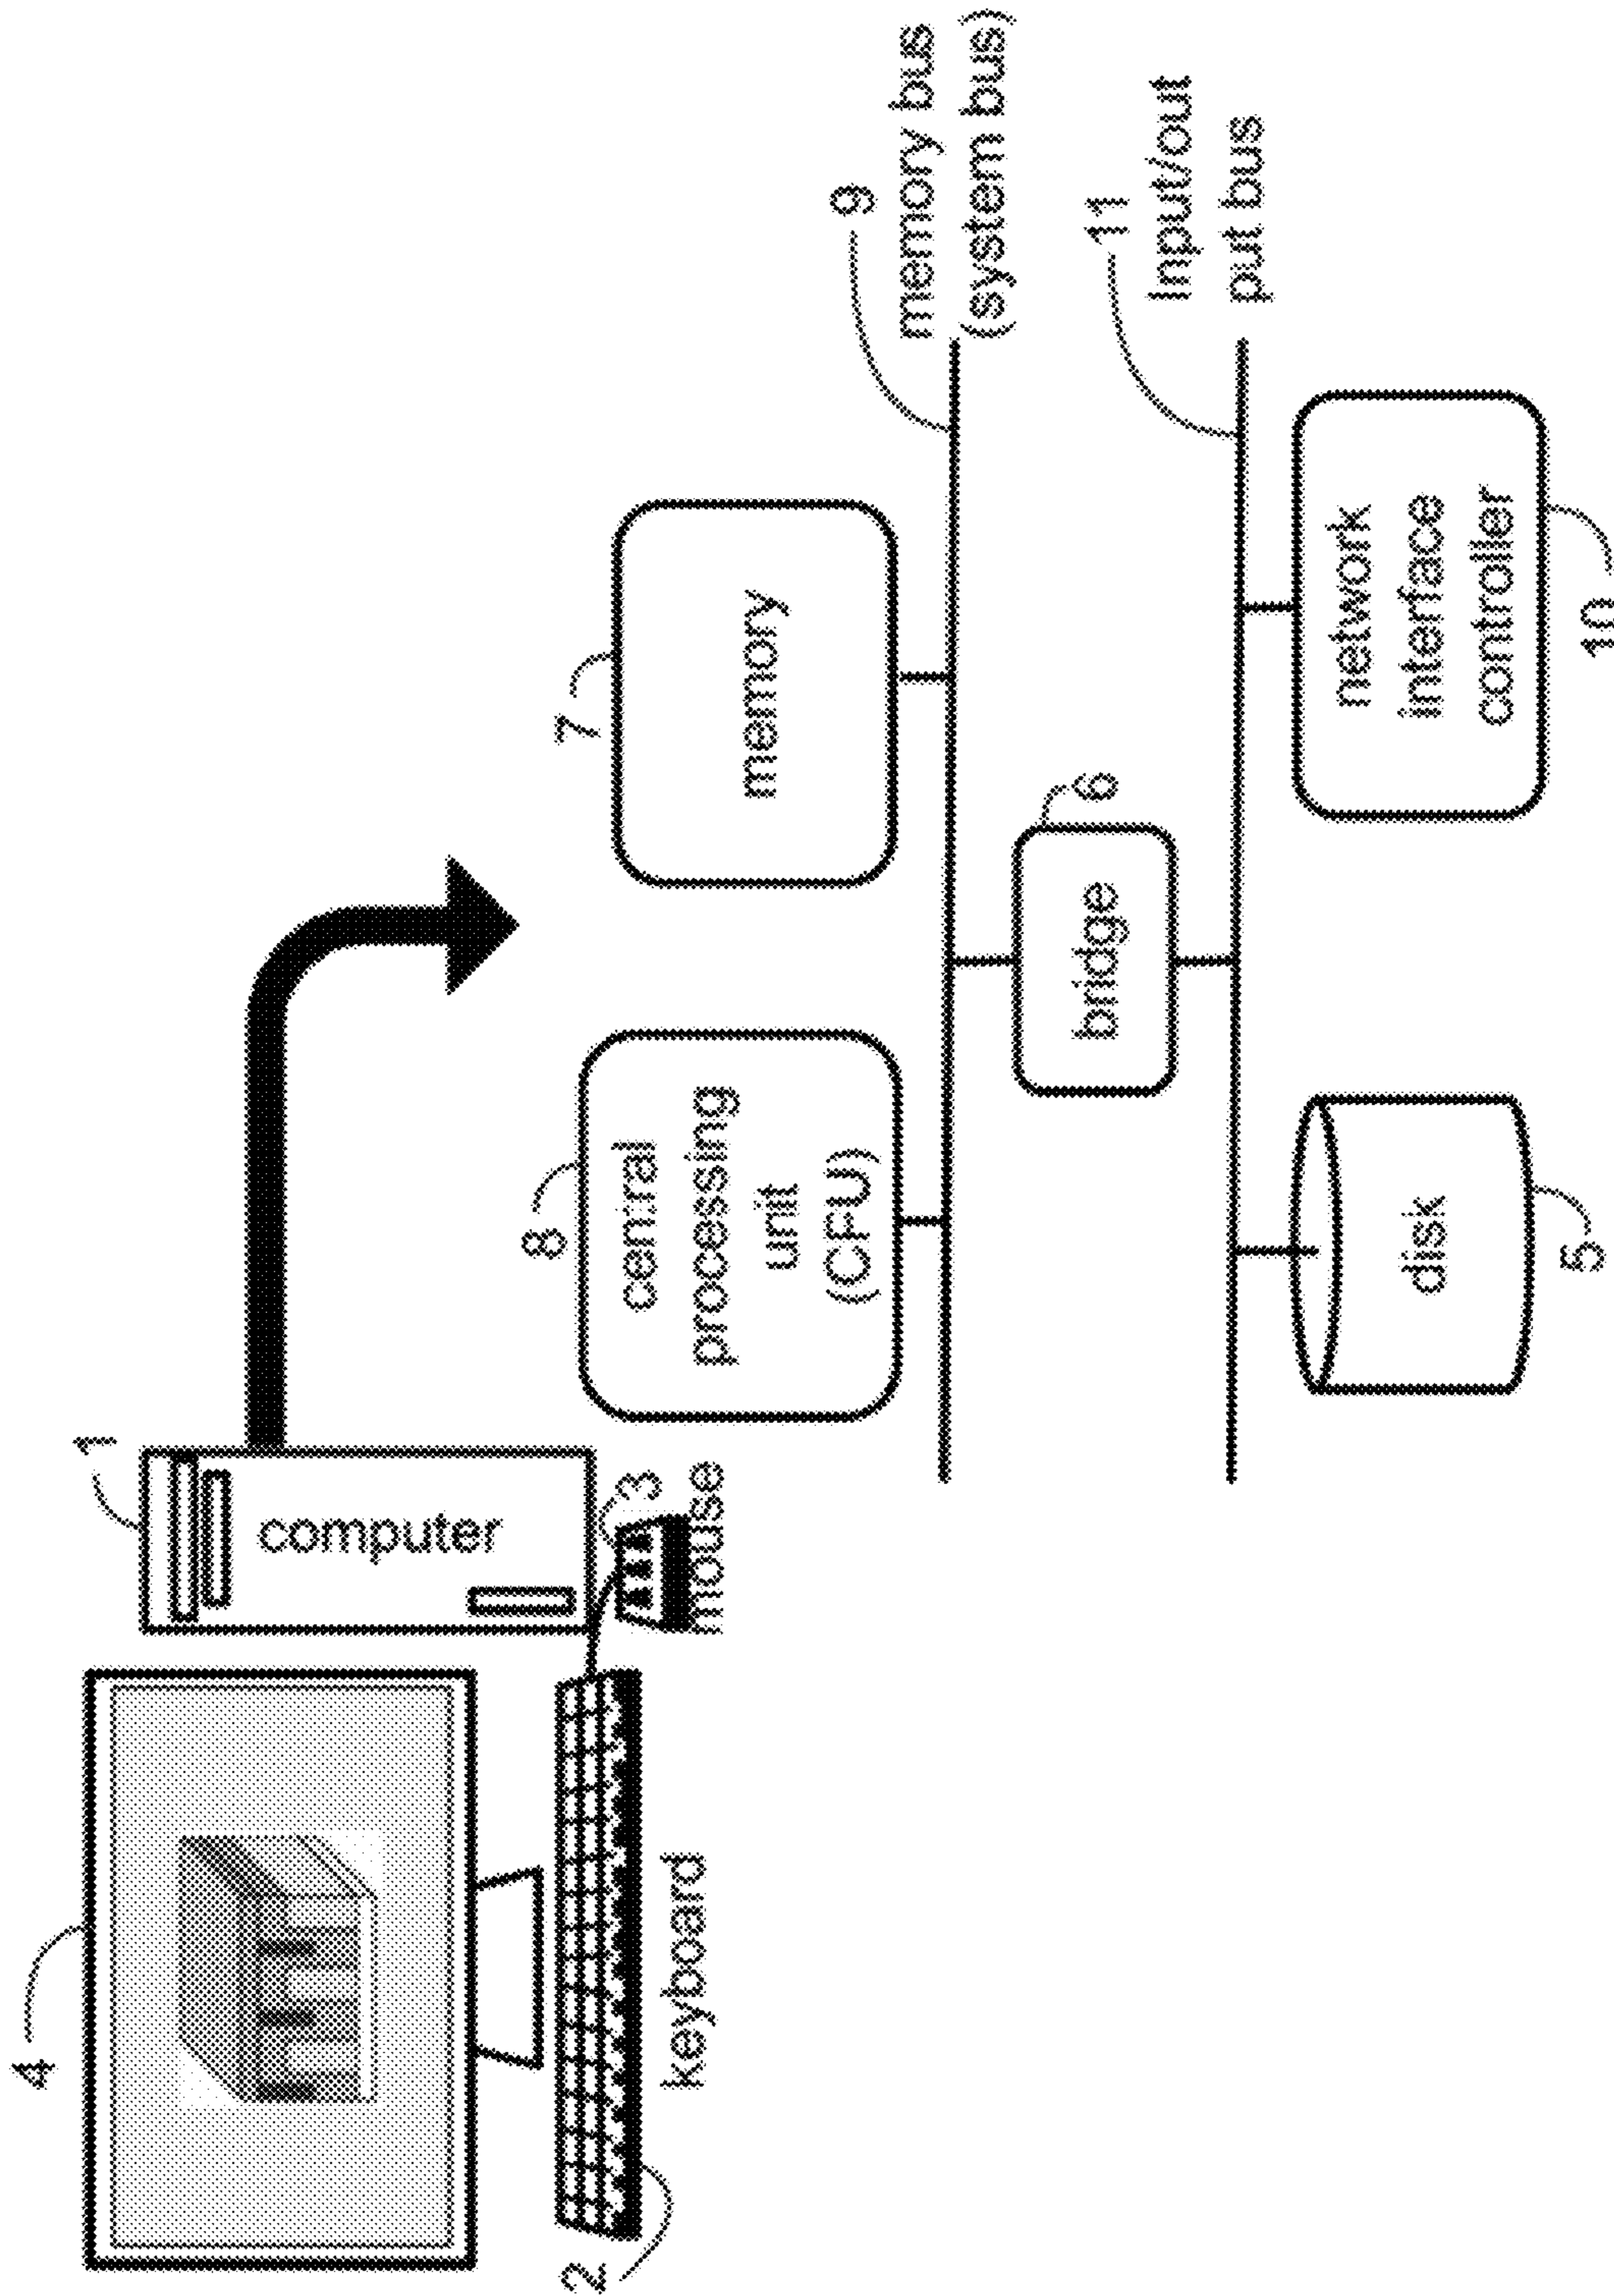 4
1
computer
2
keyboard
3
mouse
8
central
processing
unit
(CFU)
7
memory
9
memory bus
(system bus)
bridge
6
11
Input/out
put bus
disk
5
network
interface
controller
10